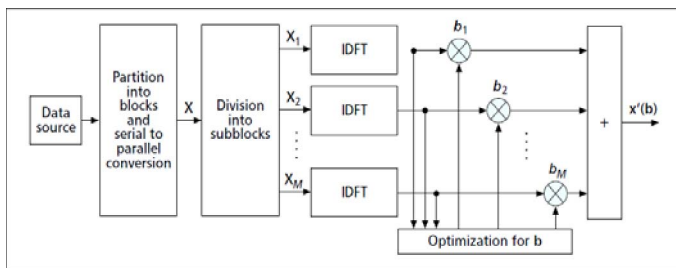 Data
source
Partition
into
blocks
and
serial to
parallel
conversion
X
Division
into
subblocks
X1
IDFT
X2
IDFT
XM
IDFT
b1
b2
bM
Optimization for b
+
x'(b)